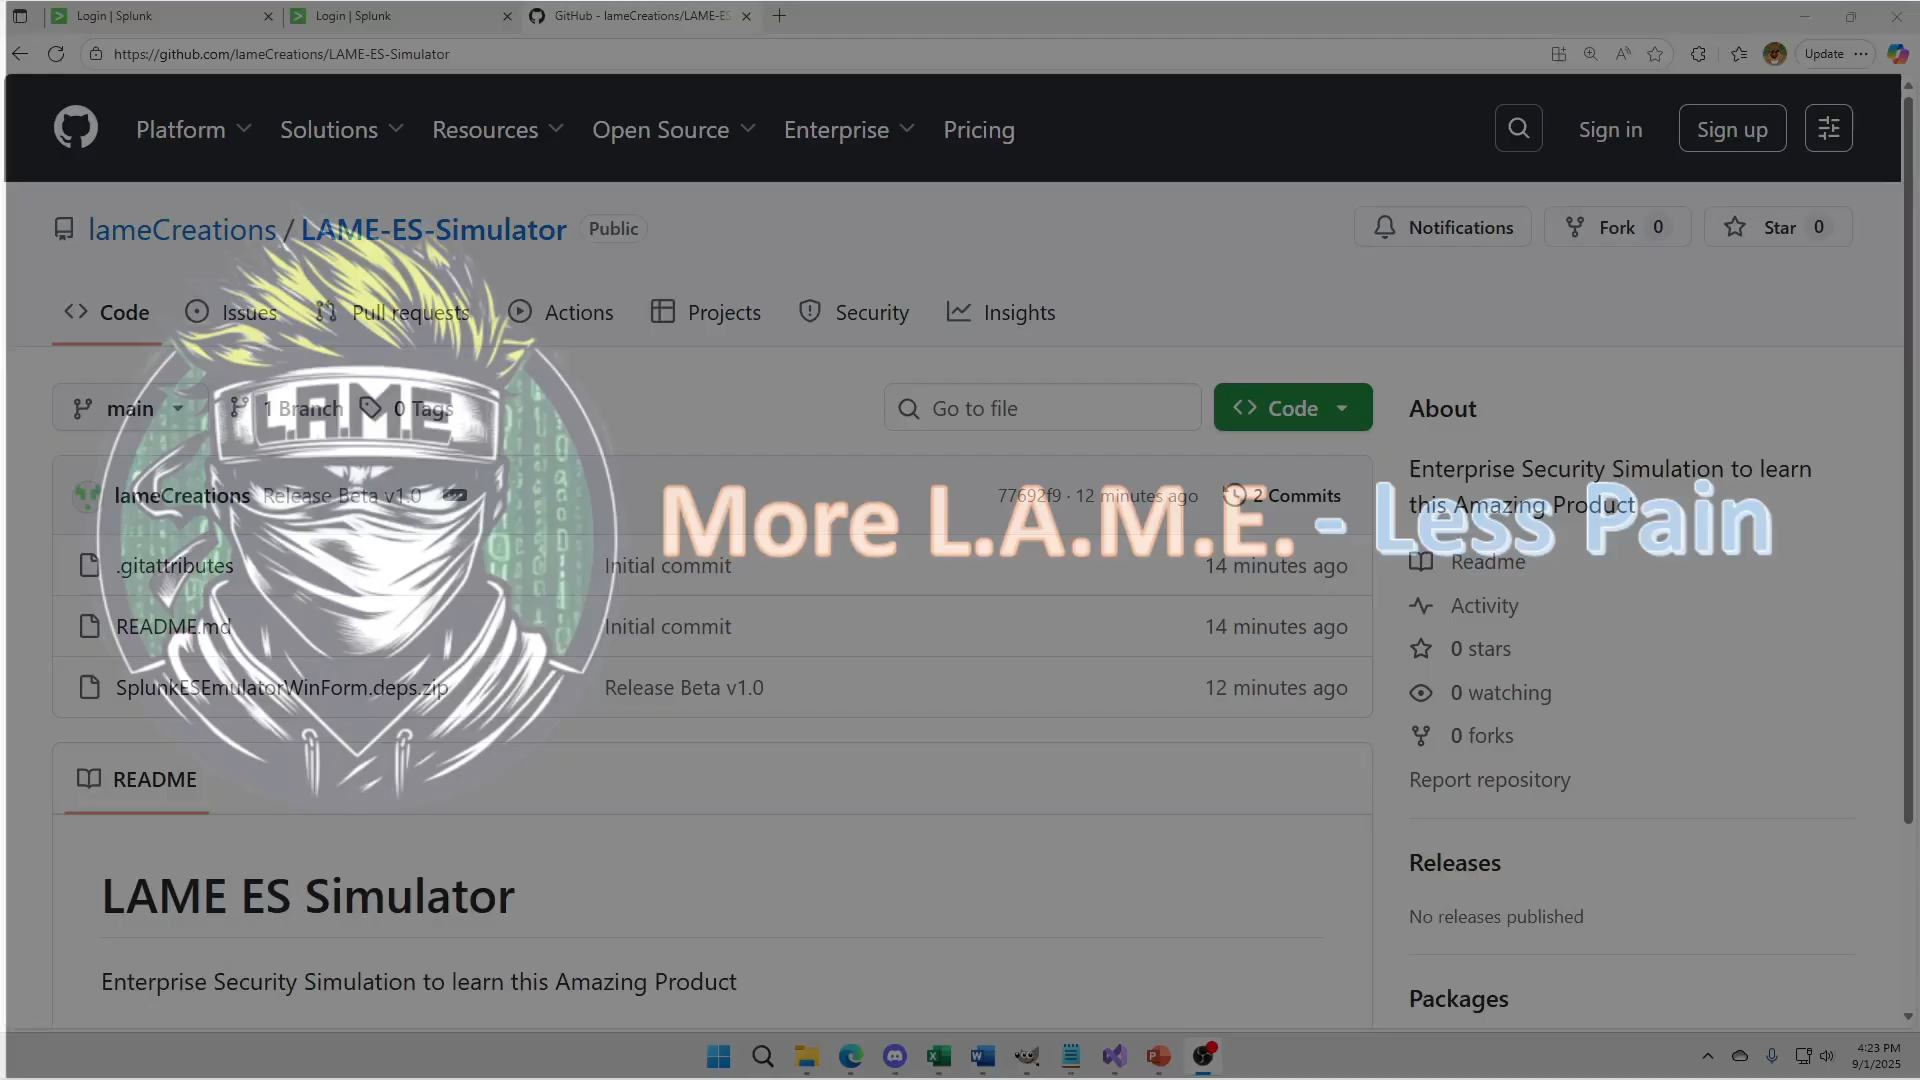 Login | Splunk
Login | Splunk
GitHub - lameCreations/LAME-ES
https://github.com/lameCreations/LAME-ES-Simulator
Update
Platform
Solutions
Resources
Open Source
Enterprise
Pricing
Sign in
Sign up
lameCreations / LAME-ES-Simulator
Public
Notifications
Fork 0
Star 0
Code
Issues
Pull requests
Actions
Projects
Security
Insights
main
1 Branch
0 Tags
Go to file
Code
L.A.M.E
lameCreations Release Beta v1.0
77692f9 · 12 minutes ago
2 Commits
.gitattributes
Initial commit
14 minutes ago
README.md
Initial commit
14 minutes ago
SplunkESEmulatorWinForm.deps.zip
Release Beta v1.0
12 minutes ago
More L.A.M.E. - Less Pain
About
Enterprise Security Simulation to learn
this Amazing Product
Readme
Activity
0 stars
0 watching
0 forks
Report repository
Releases
No releases published
Packages
README
LAME ES Simulator
Enterprise Security Simulation to learn this Amazing Product
4:23 PM
9/1/2025